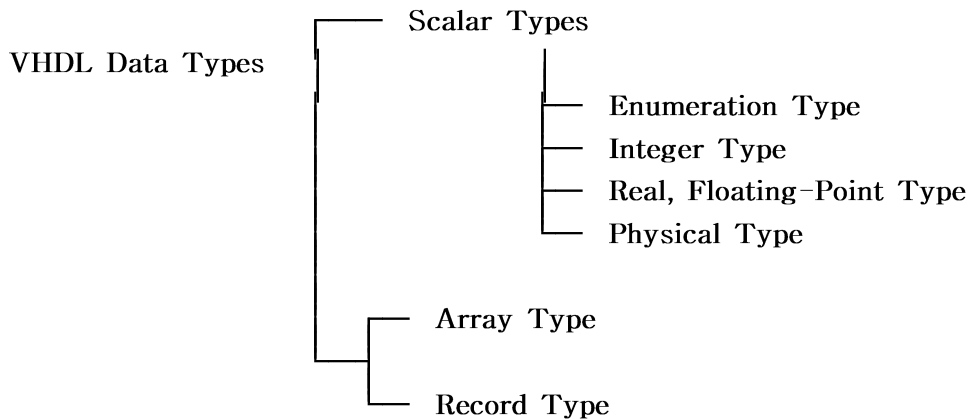 Scalar Types
VHDL Data Types
Enumeration Type
Integer Type
Real, Floating-Point Type
Physical Type
Array Type
Record Type